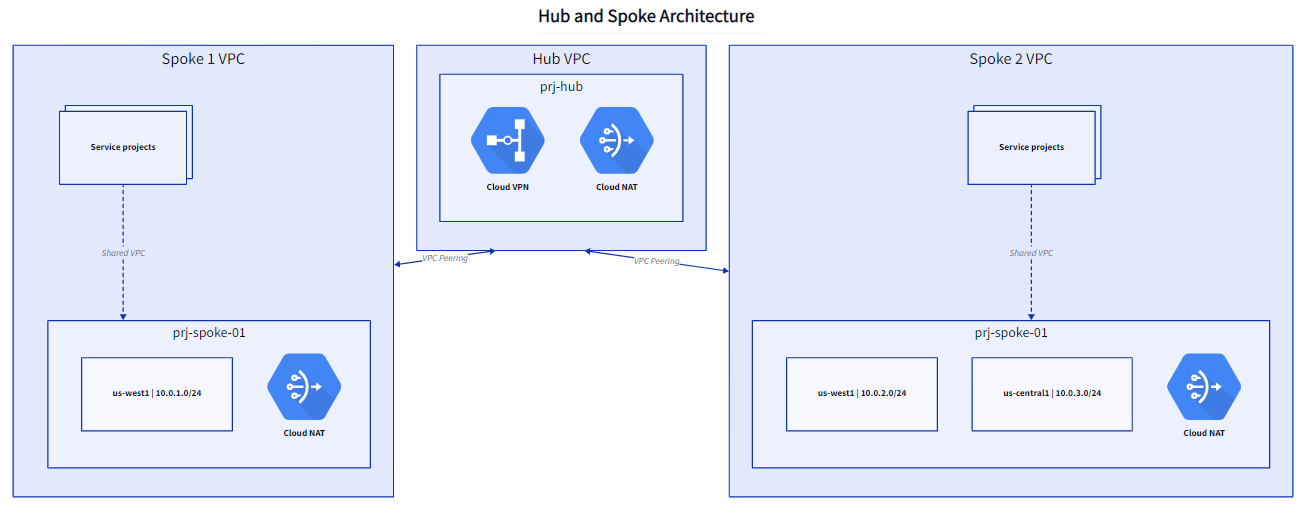 Hub and Spoke Architecture
Spoke 1 VPC
Service projects
Shared VPC
prj-spoke-01
us-west1 | 10.0.1.0/24
Cloud NAT
Hub VPC
prj-hub
Cloud VPN
Cloud NAT
VPC Peering
VPC Peering
Spoke 2 VPC
Service projects
Shared VPC
prj-spoke-01
us-west1 | 10.0.2.0/24
us-central1 | 10.0.3.0/24
Cloud NAT